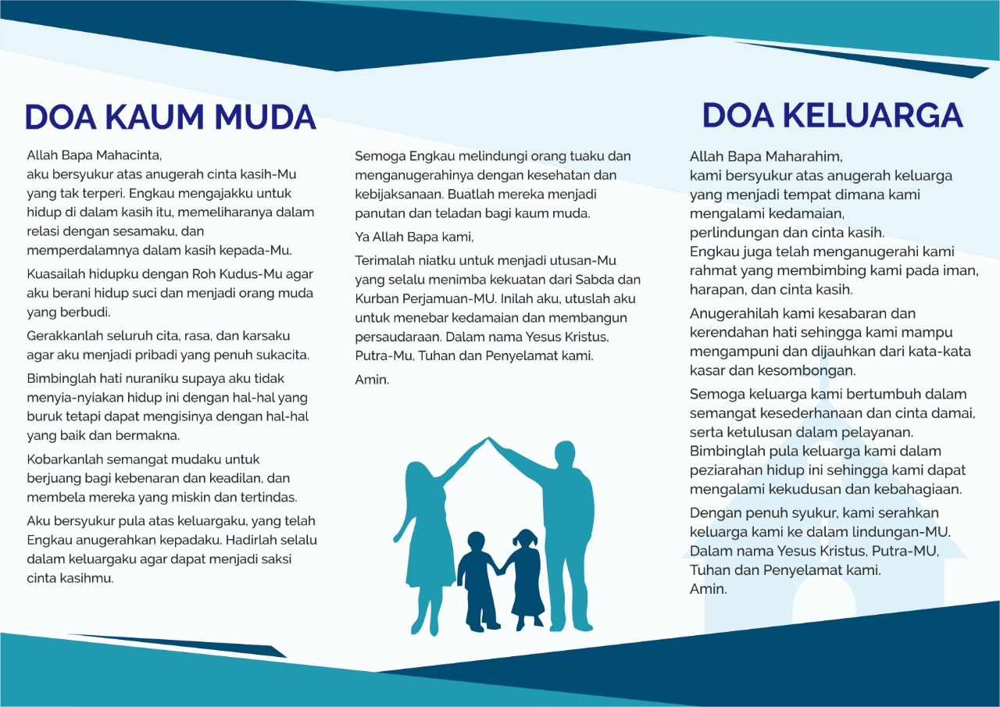 DOA KAUM MUDA
Allah Bapa Mahacinta,
aku bersyukur atas anugerah cinta kasih-Mu
yang tak terperi. Engkau mengajakku untuk
hidup di dalam kasih itu, memeliharanya dalam
relasi dengan sesamaku, dan
memperdalamnya dalam kasih kepada-Mu.
Kuasailah hidupku dengan Roh Kudus-Mu agar
aku berani hidup suci dan menjadi orang muda
yang berbudi.
Gerakkanlah seluruh cita, rasa, dan karsaku
agar aku menjadi pribadi yang penuh sukacita.
Bimbinglah hati nuraniku supaya aku tidak
menyia-nyiakan hidup ini dengan hal-hal yang
buruk tetapi dapat mengisinya dengan hal-hal
yang baik dan bermakna.
Kobarkanlah semangat mudaku untuk
berjuang bagi kebenaran dan keadilan, dan
membela mereka yang miskin dan tertindas.
Aku bersyukur pula atas keluargaku, yang telah
Engkau anugerahkan kepadaku. Hadirlah selalu
dalam keluargaku agar dapat menjadi saksi
cinta kasihmu.
Semoga Engkau melindungi orang tuaku dan
menganugerahinya dengan kesehatan dan
kebijaksanaan. Buatlah mereka menjadi
panutan dan teladan bagi kaum muda.
Ya Allah Bapa kami,
Terimalah niatku untuk menjadi utusan-Mu
yang selalu menimba kekuatan dari Sabda dan
Kurban Perjamuan-MU. Inilah aku, utuslah aku
untuk menebar kedamaian dan membangun
persaudaraan. Dalam nama Yesus Kristus,
Putra-Mu, Tuhan dan Penyelamat kami.
Amin.
DOA KELUARGA
Allah Bapa Maharahim,
kami bersyukur atas anugerah keluarga
yang menjadi tempat dimana kami
mengalami kedamaian,
perlindungan dan cinta kasih.
Engkau juga telah menganugerahi kami
rahmat yang membimbing kami pada iman,
harapan, dan cinta kasih.
Anugerahilah kami kesabaran dan
kerendahan hati sehingga kami mampu
mengampuni dan dijauhkan dari kata-kata
kasar dan kesombongan.
Semoga keluarga kami bertumbuh dalam
semangat kesederhanaan dan cinta damai,
serta ketulusan dalam pelayanan.
Bimbinglah pula keluarga kami dalam
peziarahan hidup ini sehingga kami dapat
mengalami kekudusan dan kebahagiaan.
Dengan penuh syukur, kami serahkan
keluarga kami ke dalam lindungan-MU.
Dalam nama Yesus Kristus, Putra-MU,
Tuhan dan Penyelamat kami.
Amin.